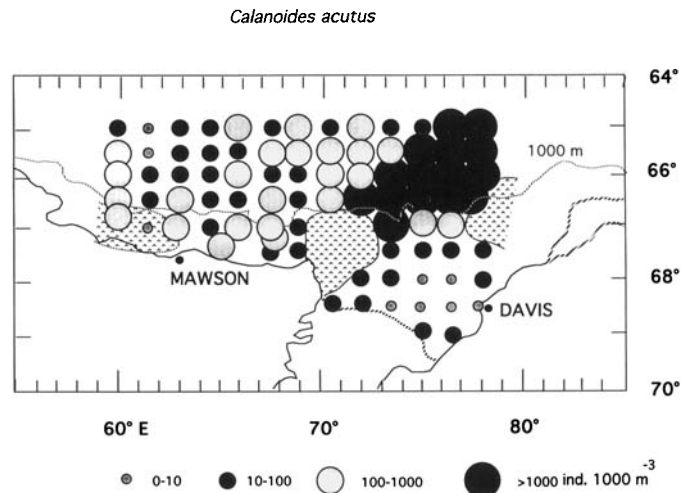 Calanoides acutus
64°
1000 m
66°
MAWSON
68°
DAVIS
70°
60° E 70° 80°
0-10 10-100 100-1000 >1000 ind. 1000 m⁻³